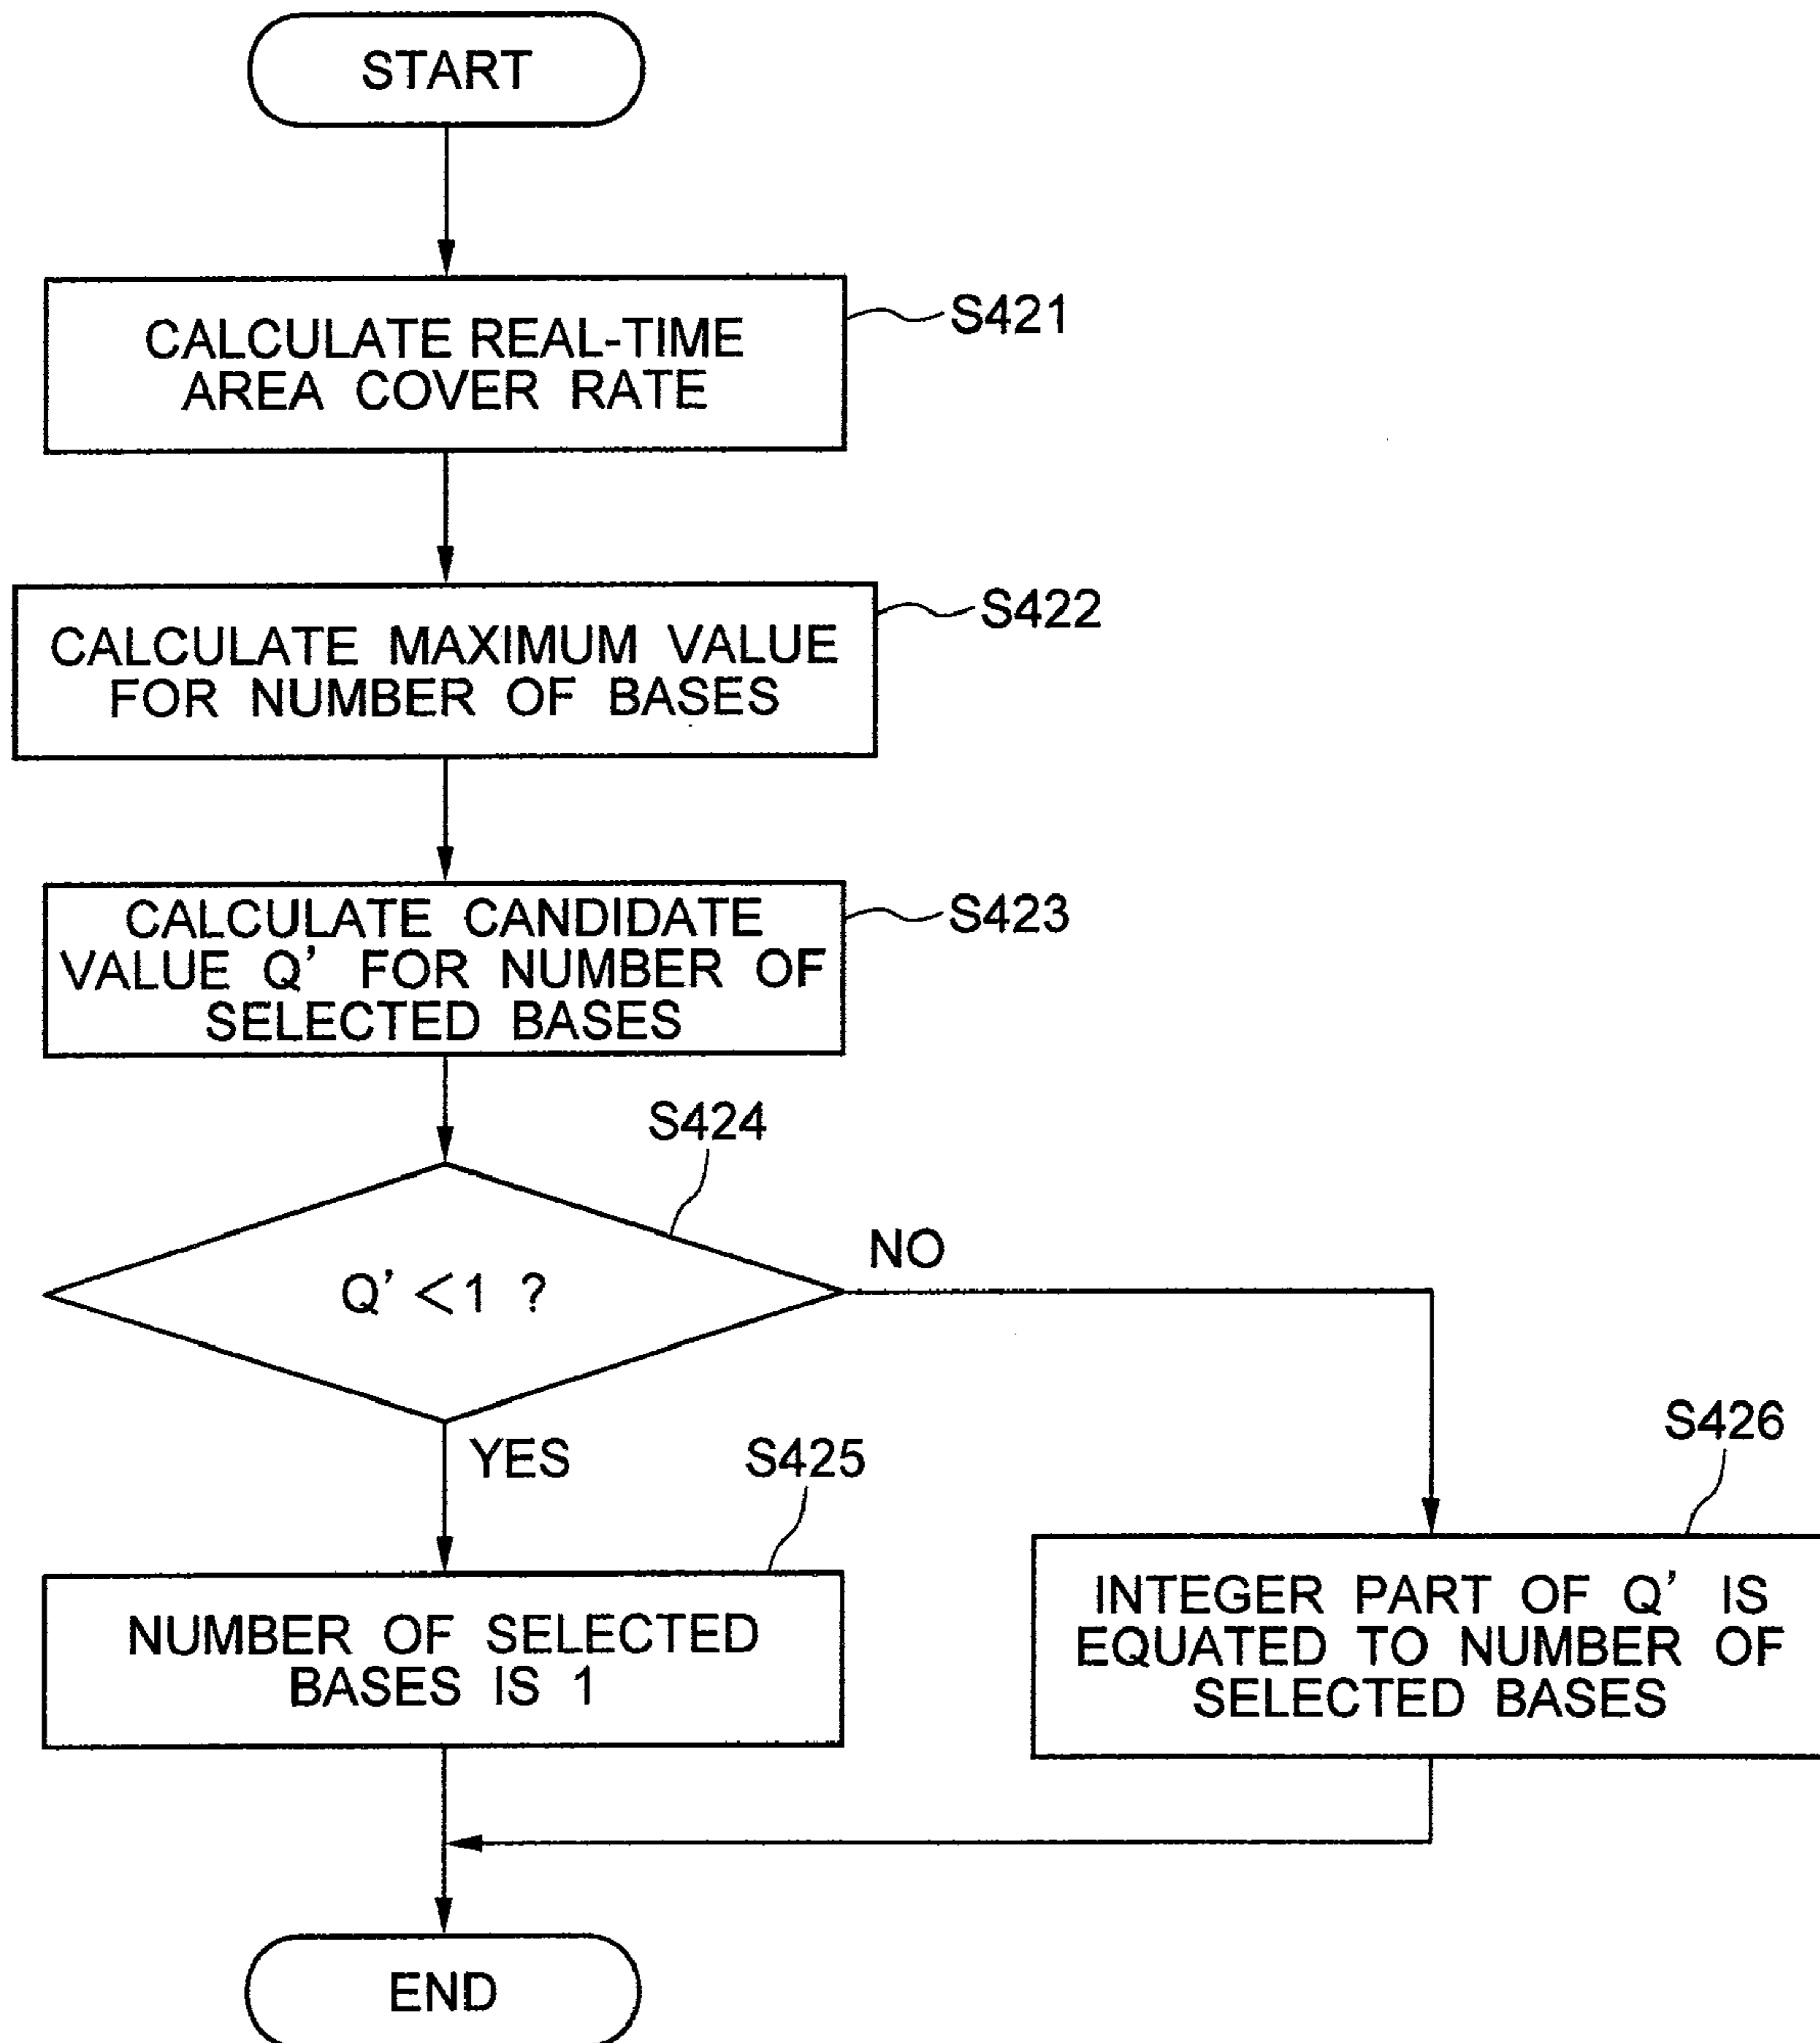 START
CALCULATE REAL-TIME
AREA COVER RATE
S421
CALCULATE MAXIMUM VALUE
FOR NUMBER OF BASES
S422
CALCULATE CANDIDATE
VALUE Q' FOR NUMBER OF
SELECTED BASES
S423
S424
Q' <1 ?
NO
YES
S425
NUMBER OF SELECTED
BASES IS 1
S426
INTEGER PART OF Q' IS
EQUATED TO NUMBER OF
SELECTED BASES
END